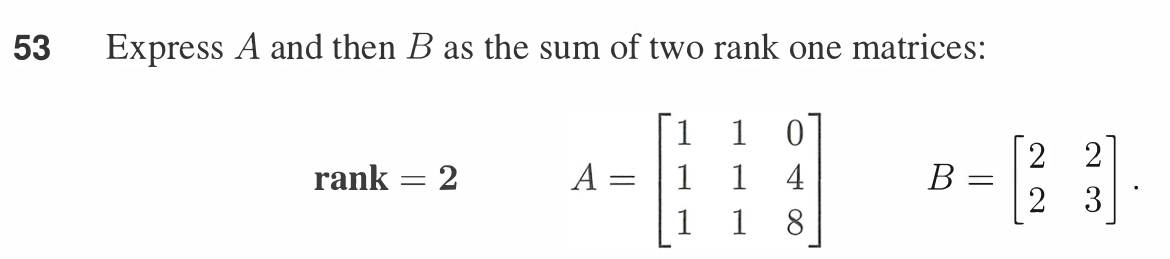 53 Express A and then B as the sum of two rank one matrices:
rank = 2 A = [1 1 0; 1 1 4; 1 1 8] B = [2 2; 2 3].